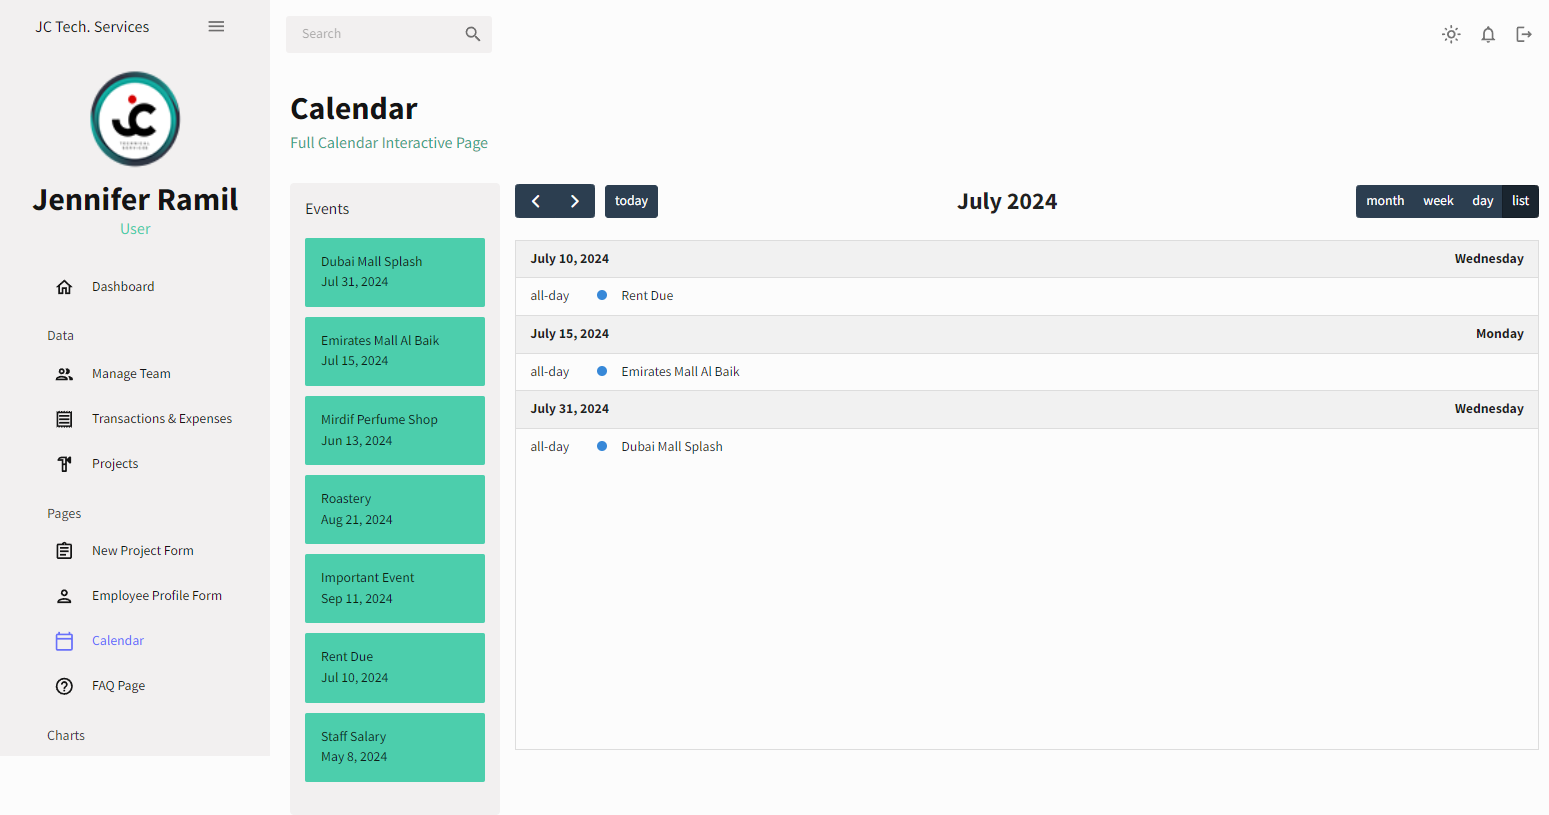 JC Tech. Services
JC
TECHNICAL
SERVICES
Jennifer Ramil
User
Dashboard
Data
Manage Team
Transactions & Expenses
Projects
Pages
New Project Form
Employee Profile Form
Calendar
FAQ Page
Charts
Search
Calendar
Full Calendar Interactive Page
Events
Dubai Mall Splash
Jul 31, 2024
Emirates Mall Al Baik
Jul 15, 2024
Mirdif Perfume Shop
Jun 13, 2024
Roastery
Aug 21, 2024
Important Event
Sep 11, 2024
Rent Due
Jul 10, 2024
Staff Salary
May 8, 2024
today
July 2024
month week day list
July 10, 2024 Wednesday
all-day Rent Due
July 15, 2024 Monday
all-day Emirates Mall Al Baik
July 31, 2024 Wednesday
all-day Dubai Mall Splash